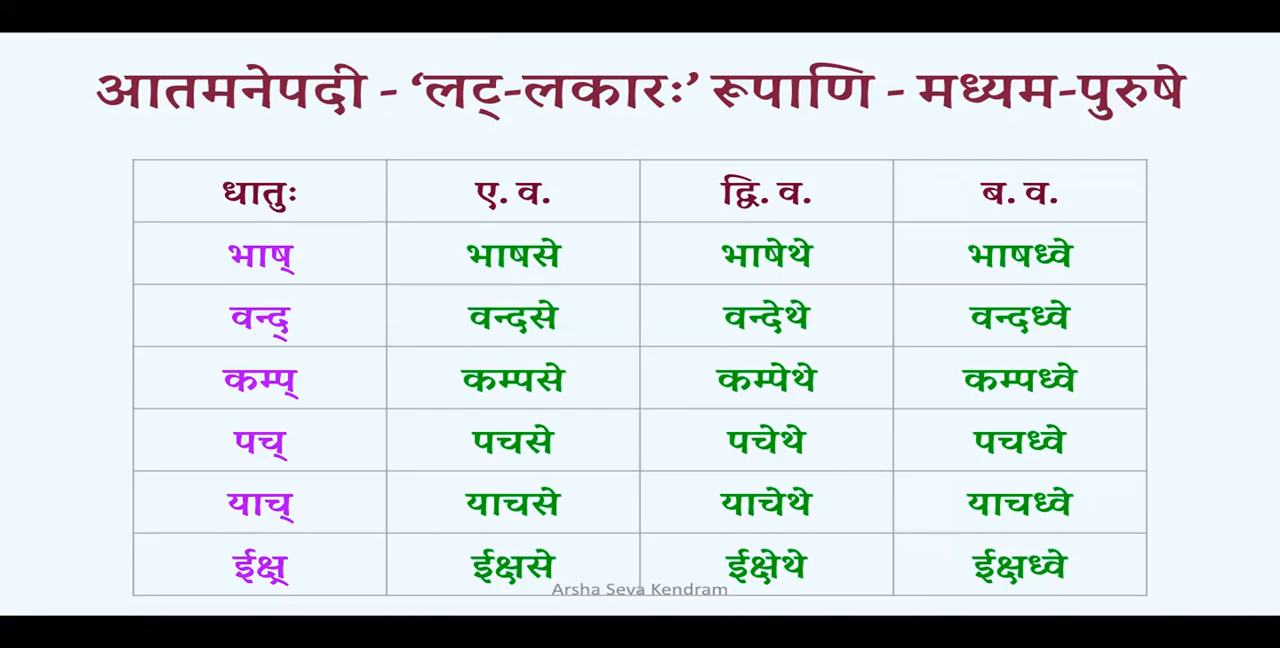 आतमनेपदी - ‘लट्-लकारः’ रूपाणि - मध्यम-पुरुषे
धातुः ए. व. द्वि. व. ब. व.
भाष् भाषसे भाषेथे भाषध्वे
वन्द् वन्दसे वन्देथे वन्दध्वे
कम्प् कम्पसे कम्पेथे कम्पध्वे
पच् पचसे पचेथे पचध्वे
याच् याचसे याचेथे याचध्वे
ईक्ष् ईक्षसे ईक्षेथे ईक्षध्वे
Arsha Seva Kendram